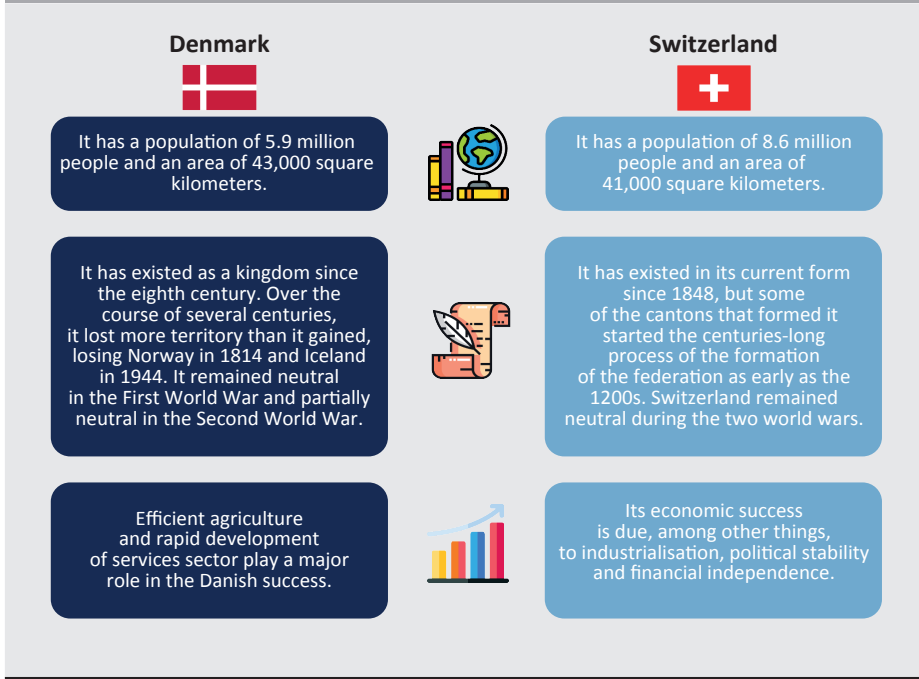 Denmark
Switzerland
It has a population of 5.9 million
people and an area of 43,000 square
kilometers.
It has a population of 8.6 million
people and an area of
41,000 square kilometers.
It has existed as a kingdom since
the eighth century. Over the
course of several centuries,
it lost more territory than it gained,
losing Norway in 1814 and Iceland
in 1944. It remained neutral
in the First World War and partially
neutral in the Second World War.
It has existed in its current form
since 1848, but some
of the cantons that formed it
started the centuries-long
process of the formation
of the federation as early as the
1200s. Switzerland remained
neutral during the two world wars.
Efficient agriculture
and rapid development
of services sector play a major
role in the Danish success.
Its economic success
is due, among other things,
to industrialisation, political stability
and financial independence.